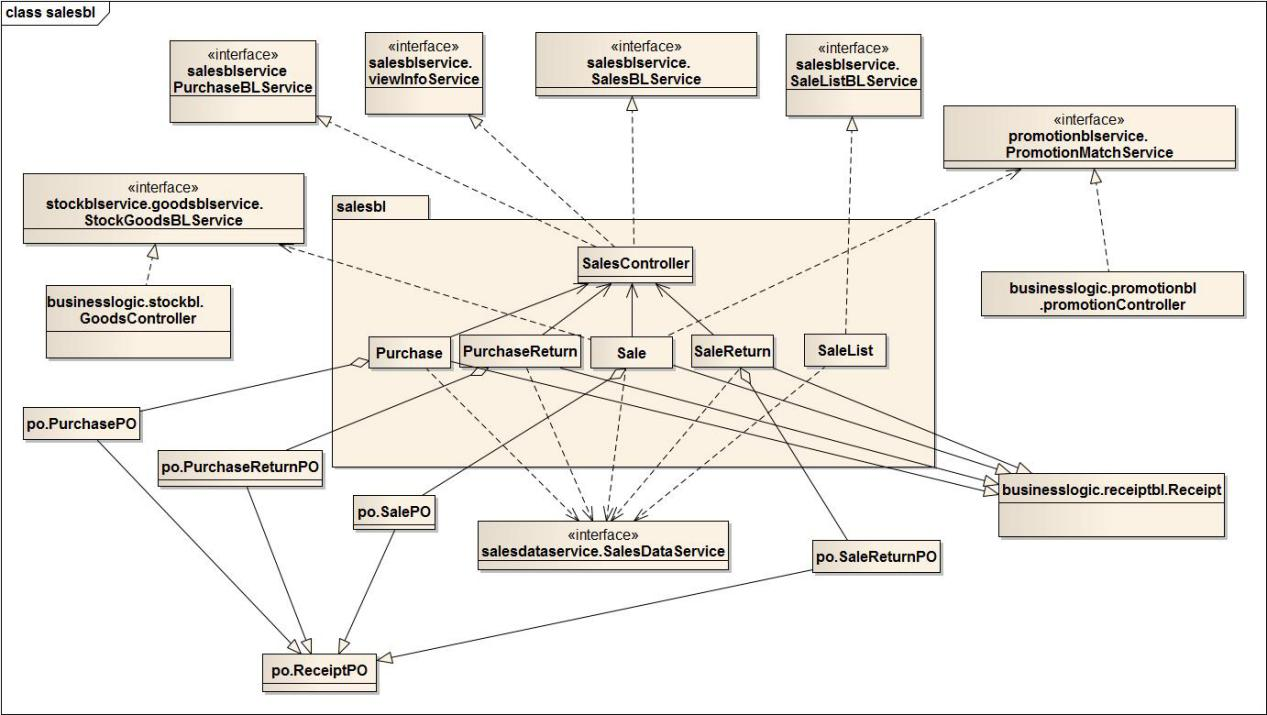 class salesbl
«interface»
salesblservice
PurchaseBLService
«interface»
salesblservice.
viewInfoService
«interface»
salesblservice.
SalesBLService
«interface»
salesblservice.
SaleListBLService
«interface»
promotionblservice.
PromotionMatchService
«interface»
stockblservice.goodsblservice.
StockGoodsBLService
salesbl
SalesController
businesslogic.stockbl.
GoodsController
businesslogic.promotionbl
.promotionController
Purchase
PurchaseReturn
Sale
SaleReturn
SaleList
po.PurchasePO
po.PurchaseReturnPO
po.SalePO
businesslogic.receiptbl.Receipt
«interface»
salesdataservice.SalesDataService
po.SaleReturnPO
po.ReceiptPO